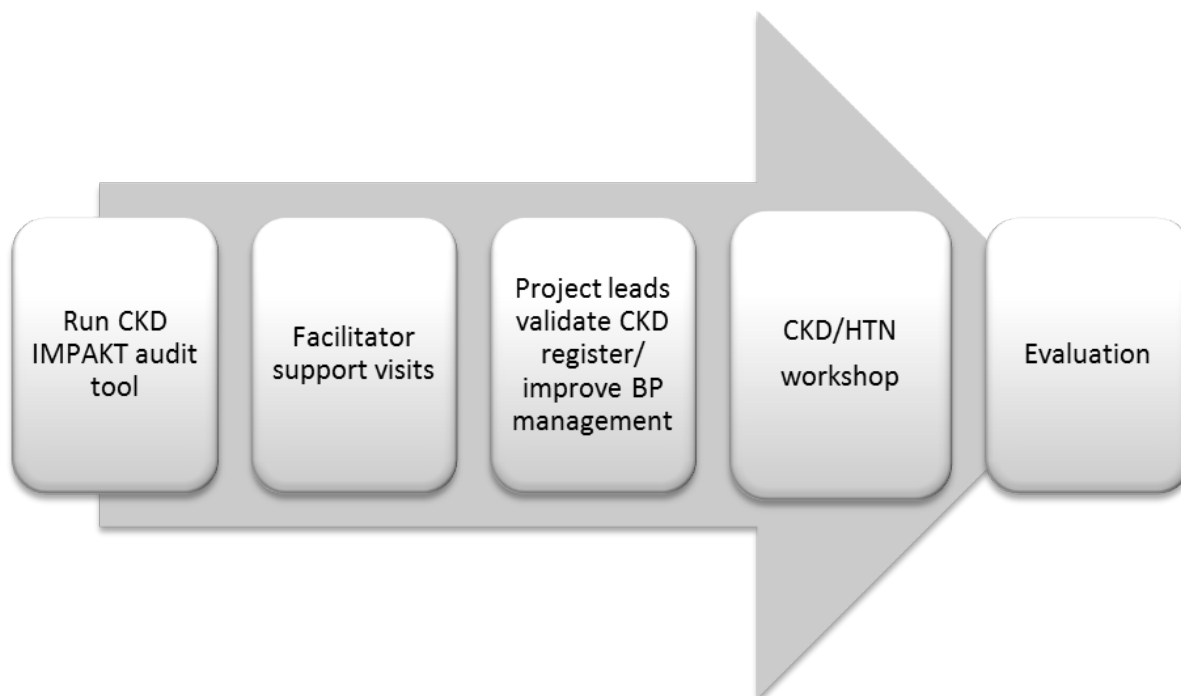 Run CKD
IMPAKT audit
tool
Facilitator
support visits
Project leads
validate CKD
register/
improve BP
management
CKD/HTN
workshop
Evaluation